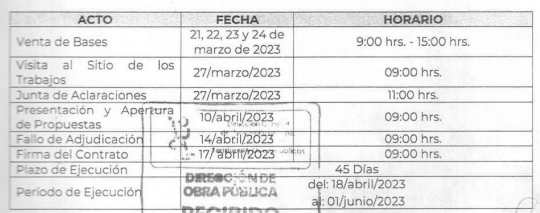 ACTO FECHA HORARIO
Venta de Bases 21, 22, 23 y 24 de marzo de 2023 9:00 hrs. - 15:00 hrs.
Visita al Sitio de los Trabajos 27/marzo/2023 09:00 hrs.
Junta de Aclaraciones 27/marzo/2023 11:00 hrs.
Presentación y Apertura de Propuestas 10/abril/2023 09:00 hrs.
Fallo de Adjudicación 14/abril/2023 09:00 hrs.
Firma del Contrato 17/abril/2023 09:00 hrs.
Plazo de Ejecución 45 Días
Periodo de Ejecución del: 18/abril/2023
al: 01/junio/2023
DIRECCIÓN DE
OBRA PÚBLICA
RECIBIDO